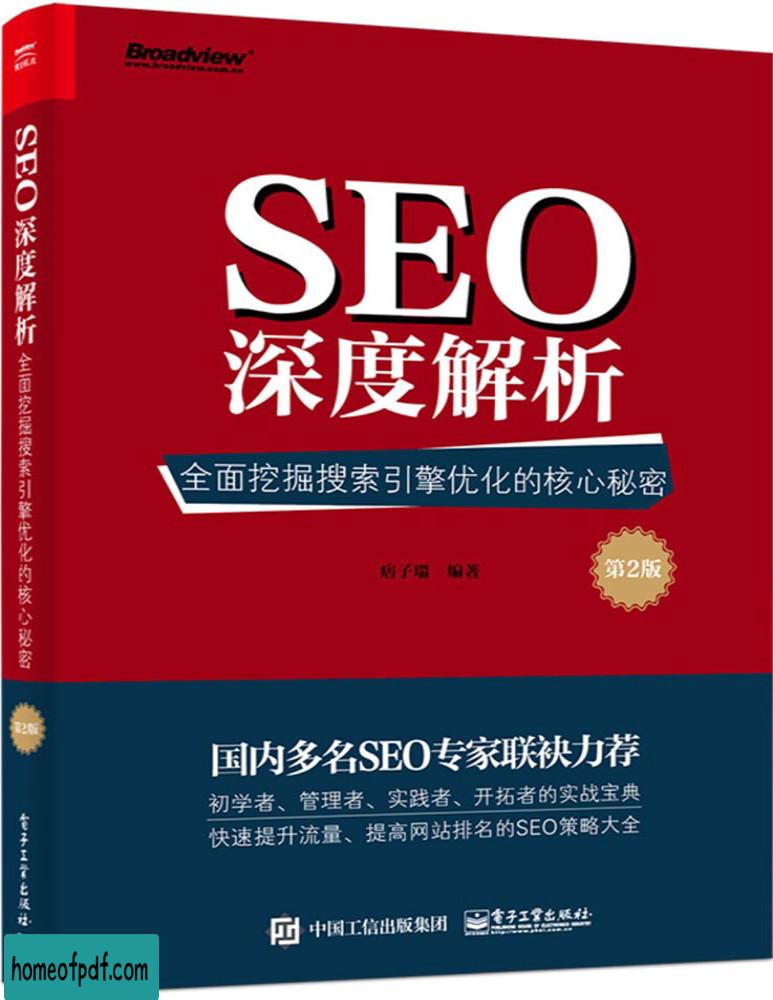 Broadview
www.broadview.com.cn
SEO
深度解析
全面挖掘搜索引擎优化的核心秘密
痞子瑞 编著
第2版
国内多名SEO专家联袂力荐
初学者、管理者、实践者、开拓者的实战宝典
快速提升流量、提高网站排名的SEO策略大全
中国工信出版集团
电子工业出版社
Broadview
SEO深度解析
全面挖掘搜索引擎优化的核心秘密
第2版
电子工业出版社
homeofpdf.com